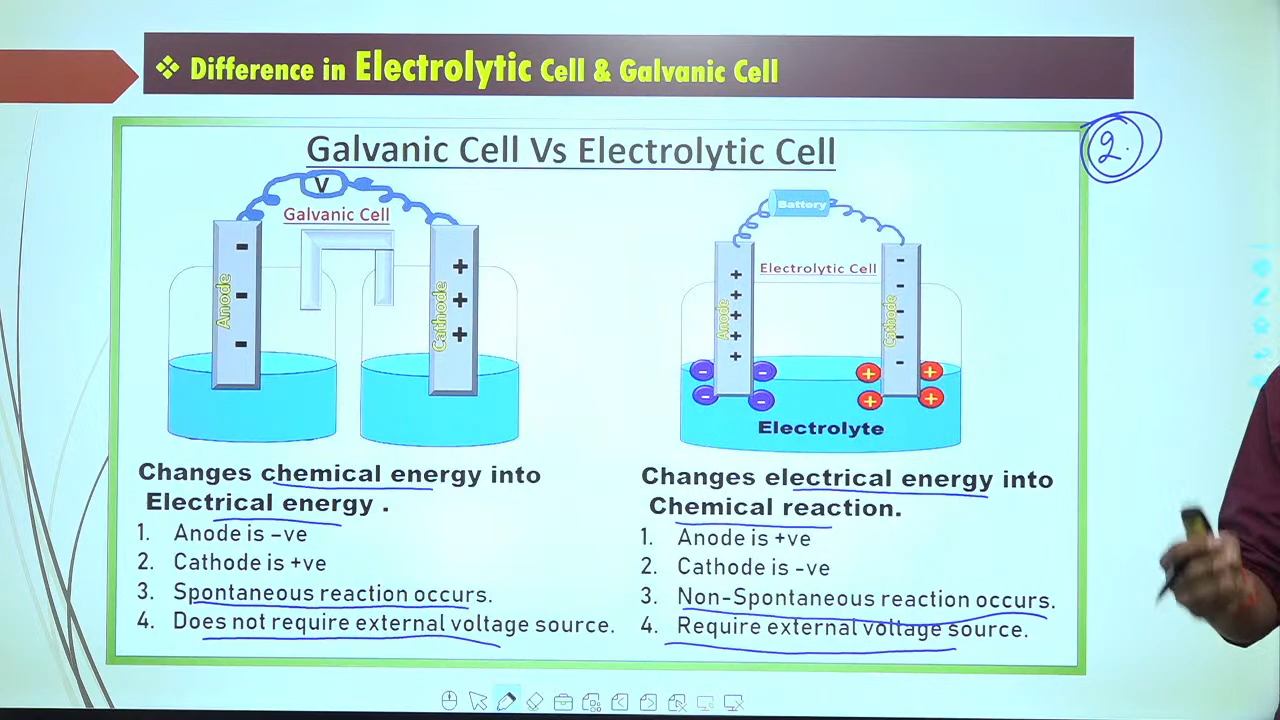 ❖ Difference in Electrolytic Cell & Galvanic Cell
Galvanic Cell Vs Electrolytic Cell
2.
V
Galvanic Cell
-
-
-
Anode
+
+
+
Cathode
Changes chemical energy into
Electrical energy .
1. Anode is –ve
2. Cathode is +ve
3. Spontaneous reaction occurs.
4. Does not require external voltage source.
Battery
Electrolytic Cell
+
+
+
+
+
Anode
-
-
-
-
-
Cathode
- -
- -
+ +
+ +
Electrolyte
Changes electrical energy into
Chemical reaction.
1. Anode is +ve
2. Cathode is -ve
3. Non-Spontaneous reaction occurs.
4. Require external voltage source.